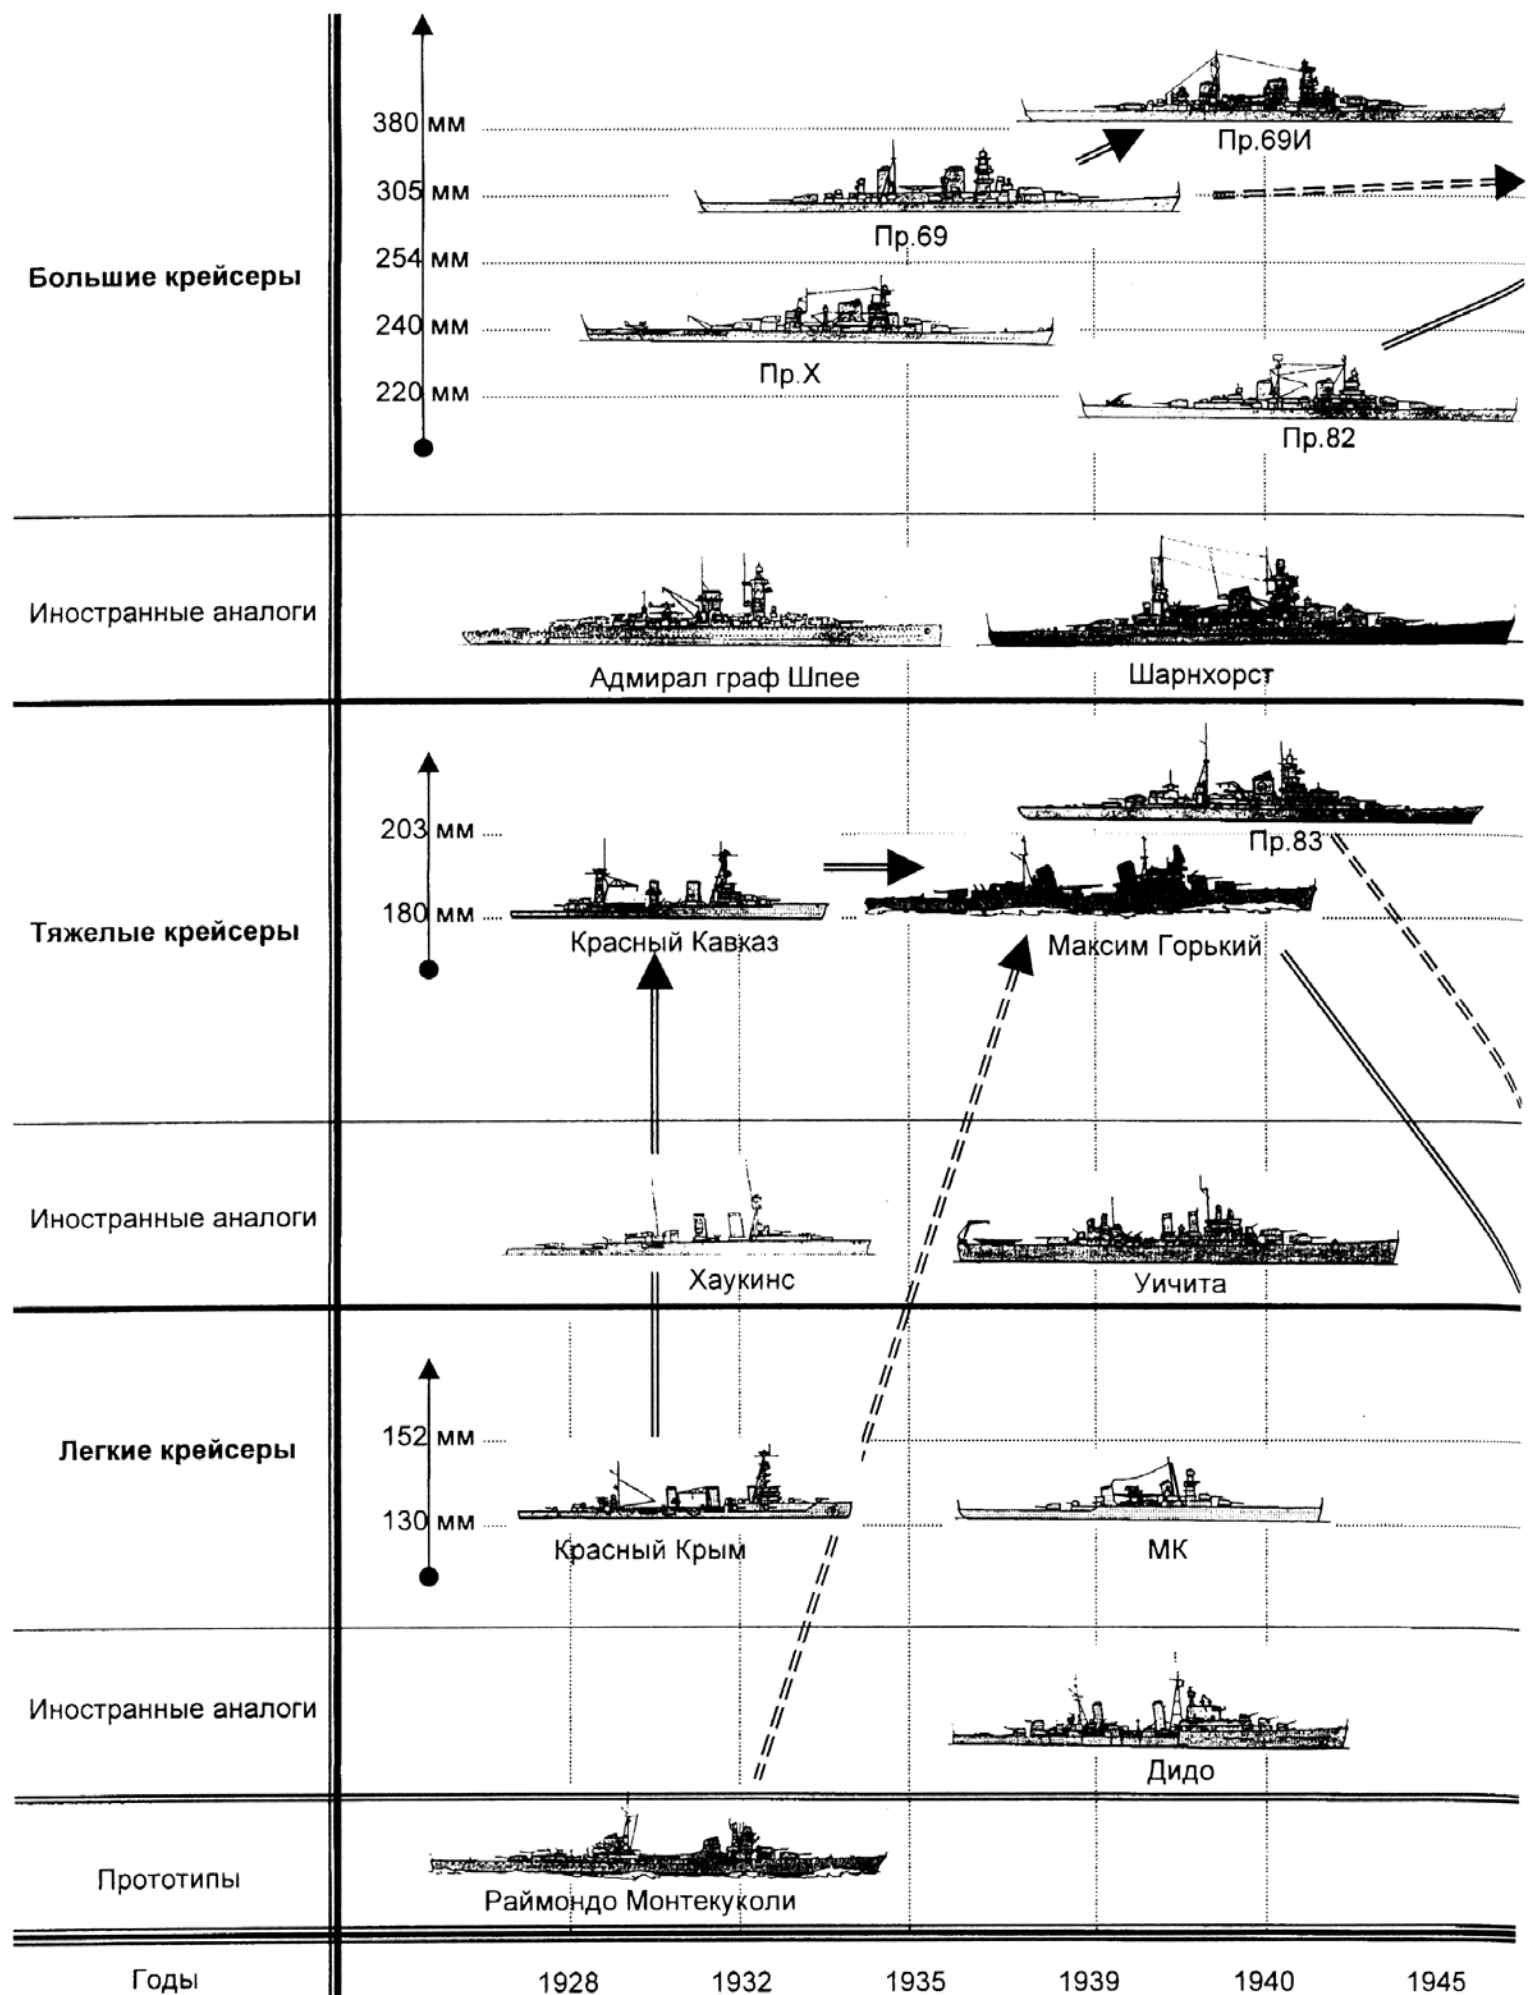 380 мм
Пр.69И
305 мм
Пр.69
254 мм
Большие крейсеры
240 мм
Пр.Х
220 мм
Пр.82
Иностранные аналоги
Адмирал граф Шпее
Шарнхорст
203 мм
Пр.83
180 мм
Тяжелые крейсеры
Красный Кавказ
Максим Горький
Иностранные аналоги
Хаукинс
Уичита
152 мм
Легкие крейсеры
130 мм
Красный Крым
МК
Иностранные аналоги
Дидо
Прототипы
Раймондо Монтекуколи
Годы 1928 1932 1935 1939 1940 1945